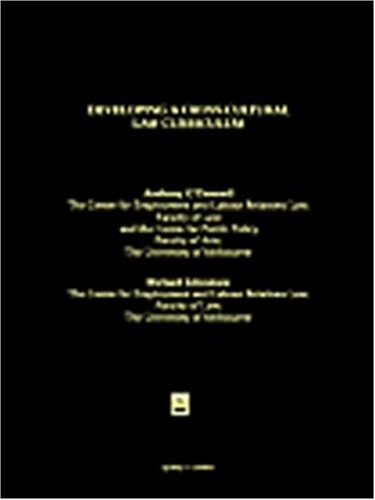 DEVELOPING A CROSS-CULTURAL
LAW CURRICULUM
Anthony O'Donnell
The Centre for Employment and Labour Relations Law,
Faculty of Law
and the Centre for Public Policy,
Faculty of Arts,
The University of Melbourne
Richard Johnstone
The Centre for Employment and Labour Relations Law,
Faculty of Law,
The University of Melbourne